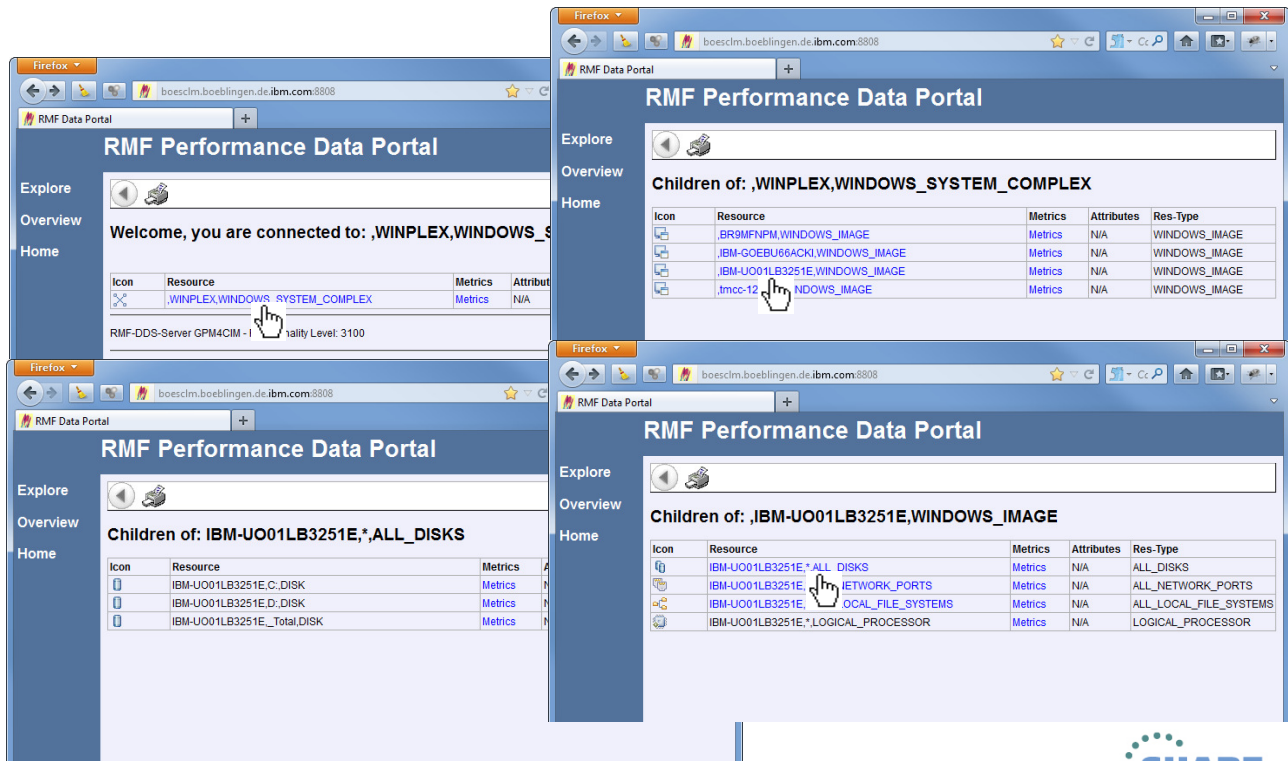 Firefox
boesclm.boeblingen.de.ibm.com:8808
RMF Data Portal
RMF Performance Data Portal
Explore
Overview
Home
Welcome, you are connected to: ,WINPLEX,WINDOWS_S
Icon Resource Metrics Attribut
,WINPLEX,WINDOWS_SYSTEM_COMPLEX Metrics N/A
RMF-DDS-Server GPM4CIM - nality Level: 3100
Firefox
boesclm.boeblingen.de.ibm.com:8808
RMF Data Portal
RMF Performance Data Portal
Explore
Overview
Home
Children of: ,WINPLEX,WINDOWS_SYSTEM_COMPLEX
Icon Resource Metrics Attributes Res-Type
,BR9MFNPM,WINDOWS_IMAGE Metrics N/A WINDOWS_IMAGE
,IBM-GOEBU66ACKI,WINDOWS_IMAGE Metrics N/A WINDOWS_IMAGE
,IBM-UO01LB3251E,WINDOWS_IMAGE Metrics N/A WINDOWS_IMAGE
,tmcc-12 NDOWS_IMAGE Metrics N/A WINDOWS_IMAGE
Firefox
boesclm.boeblingen.de.ibm.com:8808
RMF Data Portal
RMF Performance Data Portal
Explore
Overview
Home
Children of: IBM-UO01LB3251E,*,ALL_DISKS
Icon Resource Metrics A
IBM-UO01LB3251E,C:,DISK Metrics N
IBM-UO01LB3251E,D:,DISK Metrics N
IBM-UO01LB3251E,_Total,DISK Metrics N
Firefox
boesclm.boeblingen.de.ibm.com:8808
RMF Data Portal
RMF Performance Data Portal
Explore
Overview
Home
Children of: ,IBM-UO01LB3251E,WINDOWS_IMAGE
Icon Resource Metrics Attributes Res-Type
IBM-UO01LB3251E,*,ALL_DISKS Metrics N/A ALL_DISKS
IBM-UO01LB3251E, NETWORK_PORTS Metrics N/A ALL_NETWORK_PORTS
IBM-UO01LB3251E, LOCAL_FILE_SYSTEMS Metrics N/A ALL_LOCAL_FILE_SYSTEMS
IBM-UO01LB3251E,*,LOGICAL_PROCESSOR Metrics N/A LOGICAL_PROCESSOR